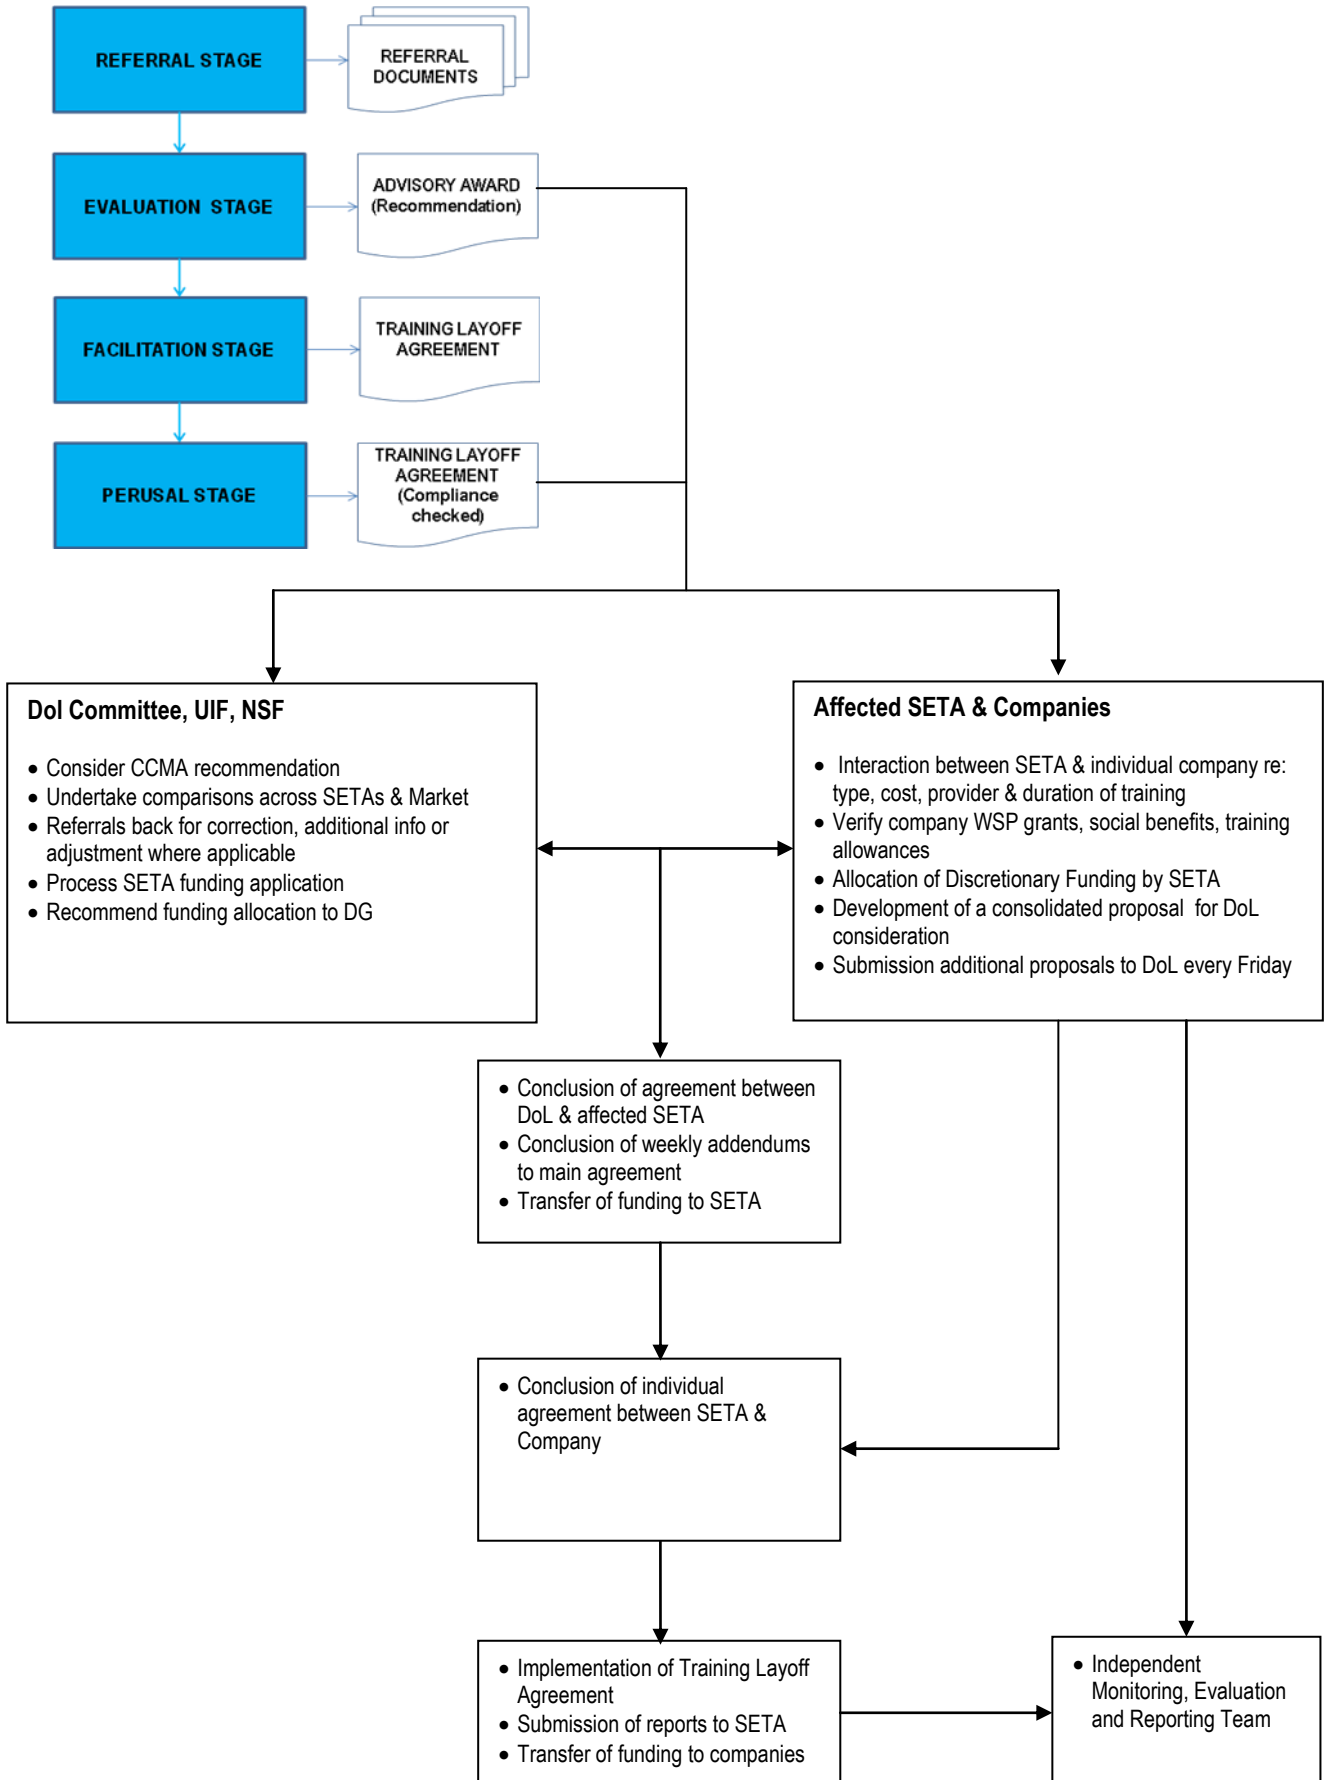 REFERRAL STAGE
REFERRAL
DOCUMENTS
EVALUATION STAGE
ADVISORY AWARD
(Recommendation)
FACILITATION STAGE
TRAINING LAYOFF
AGREEMENT
PERUSAL STAGE
TRAINING LAYOFF
AGREEMENT
(Compliance
checked)
Dol Committee, UIF, NSF
• Consider CCMA recommendation
• Undertake comparisons across SETAs & Market
• Referrals back for correction, additional info or
adjustment where applicable
• Process SETA funding application
• Recommend funding allocation to DG
Affected SETA & Companies
• Interaction between SETA & individual company re:
type, cost, provider & duration of training
• Verify company WSP grants, social benefits, training
allowances
• Allocation of Discretionary Funding by SETA
• Development of a consolidated proposal for DoL
consideration
• Submission additional proposals to DoL every Friday
• Conclusion of agreement between
DoL & affected SETA
• Conclusion of weekly addendums
to main agreement
• Transfer of funding to SETA
• Conclusion of individual
agreement between SETA &
Company
• Implementation of Training Layoff
Agreement
• Submission of reports to SETA
• Transfer of funding to companies
• Independent
Monitoring, Evaluation
and Reporting Team